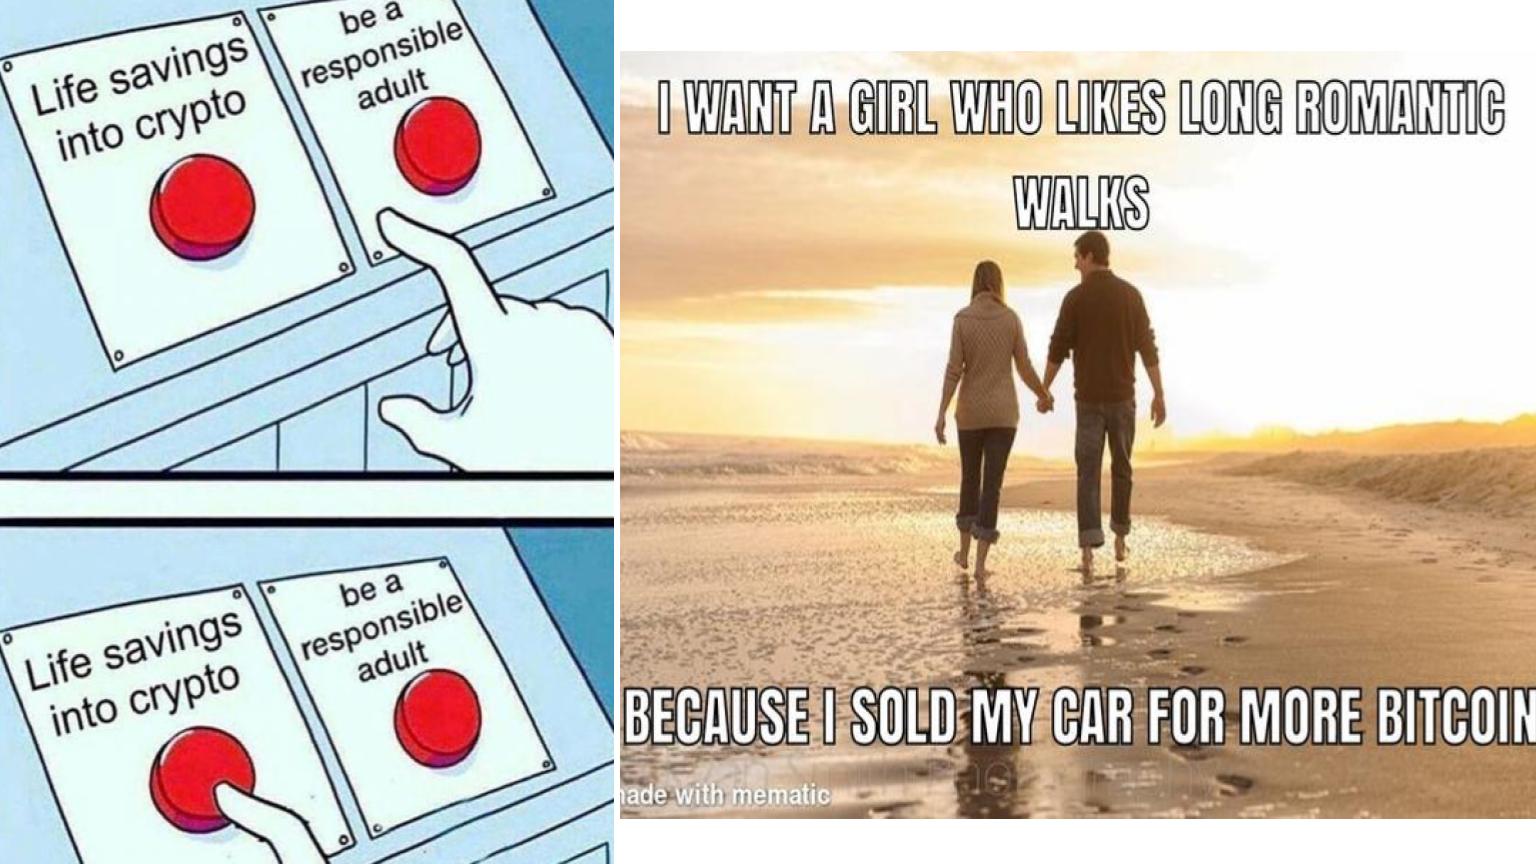 Life savings
into crypto
be a
responsible
adult
Life savings
into crypto
be a
responsible
adult
I WANT A GIRL WHO LIKES LONG ROMANTIC
WALKS
BECAUSE I SOLD MY CAR FOR MORE BITCOIN
made with mematic